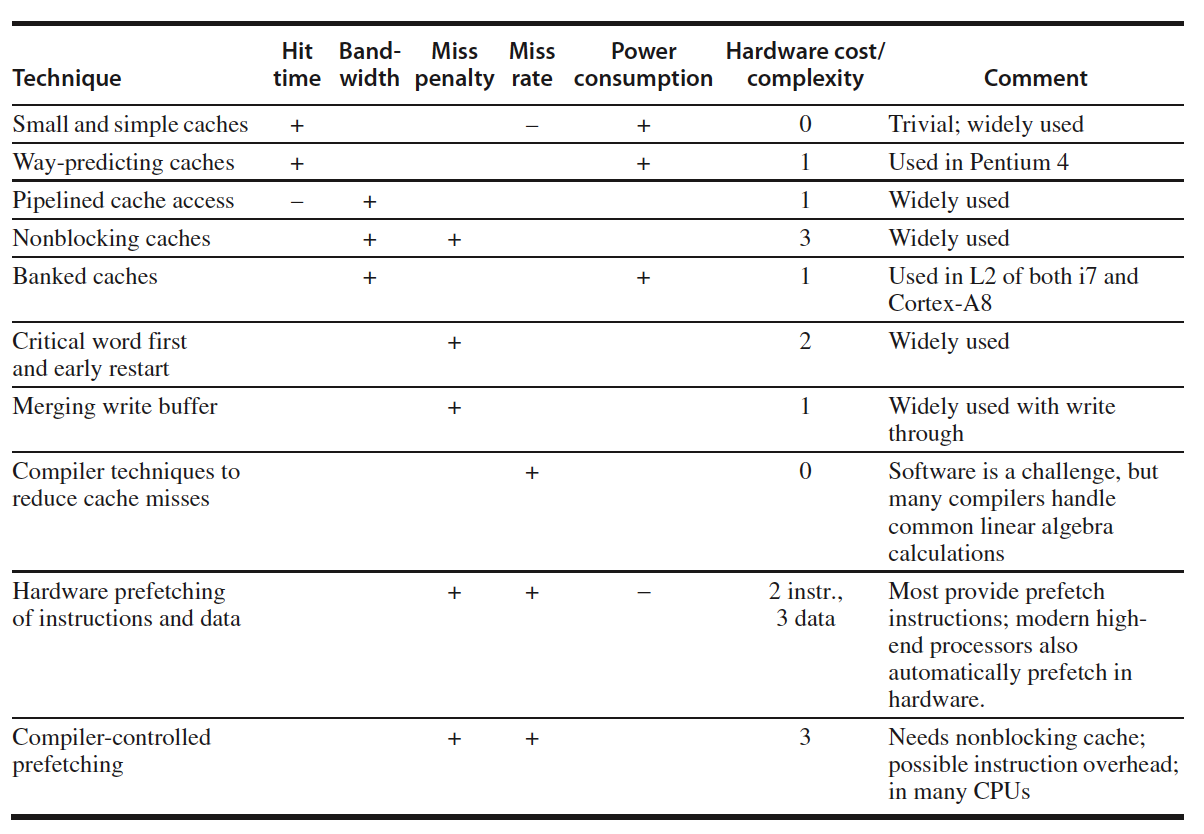 Technique Hit time Band-width Miss penalty Miss rate Power consumption Hardware cost/ complexity Comment
Small and simple caches + – + 0 Trivial; widely used
Way-predicting caches + + 1 Used in Pentium 4
Pipelined cache access – + 1 Widely used
Nonblocking caches + + 3 Widely used
Banked caches + + 1 Used in L2 of both i7 and
Cortex-A8
Critical word first + 2 Widely used
and early restart
Merging write buffer + 1 Widely used with write
through
Compiler techniques to + 0 Software is a challenge, but
reduce cache misses many compilers handle
common linear algebra
calculations
Hardware prefetching + + – 2 instr., Most provide prefetch
of instructions and data 3 data instructions; modern high-
end processors also
automatically prefetch in
hardware.
Compiler-controlled + + 3 Needs nonblocking cache;
prefetching possible instruction overhead;
in many CPUs